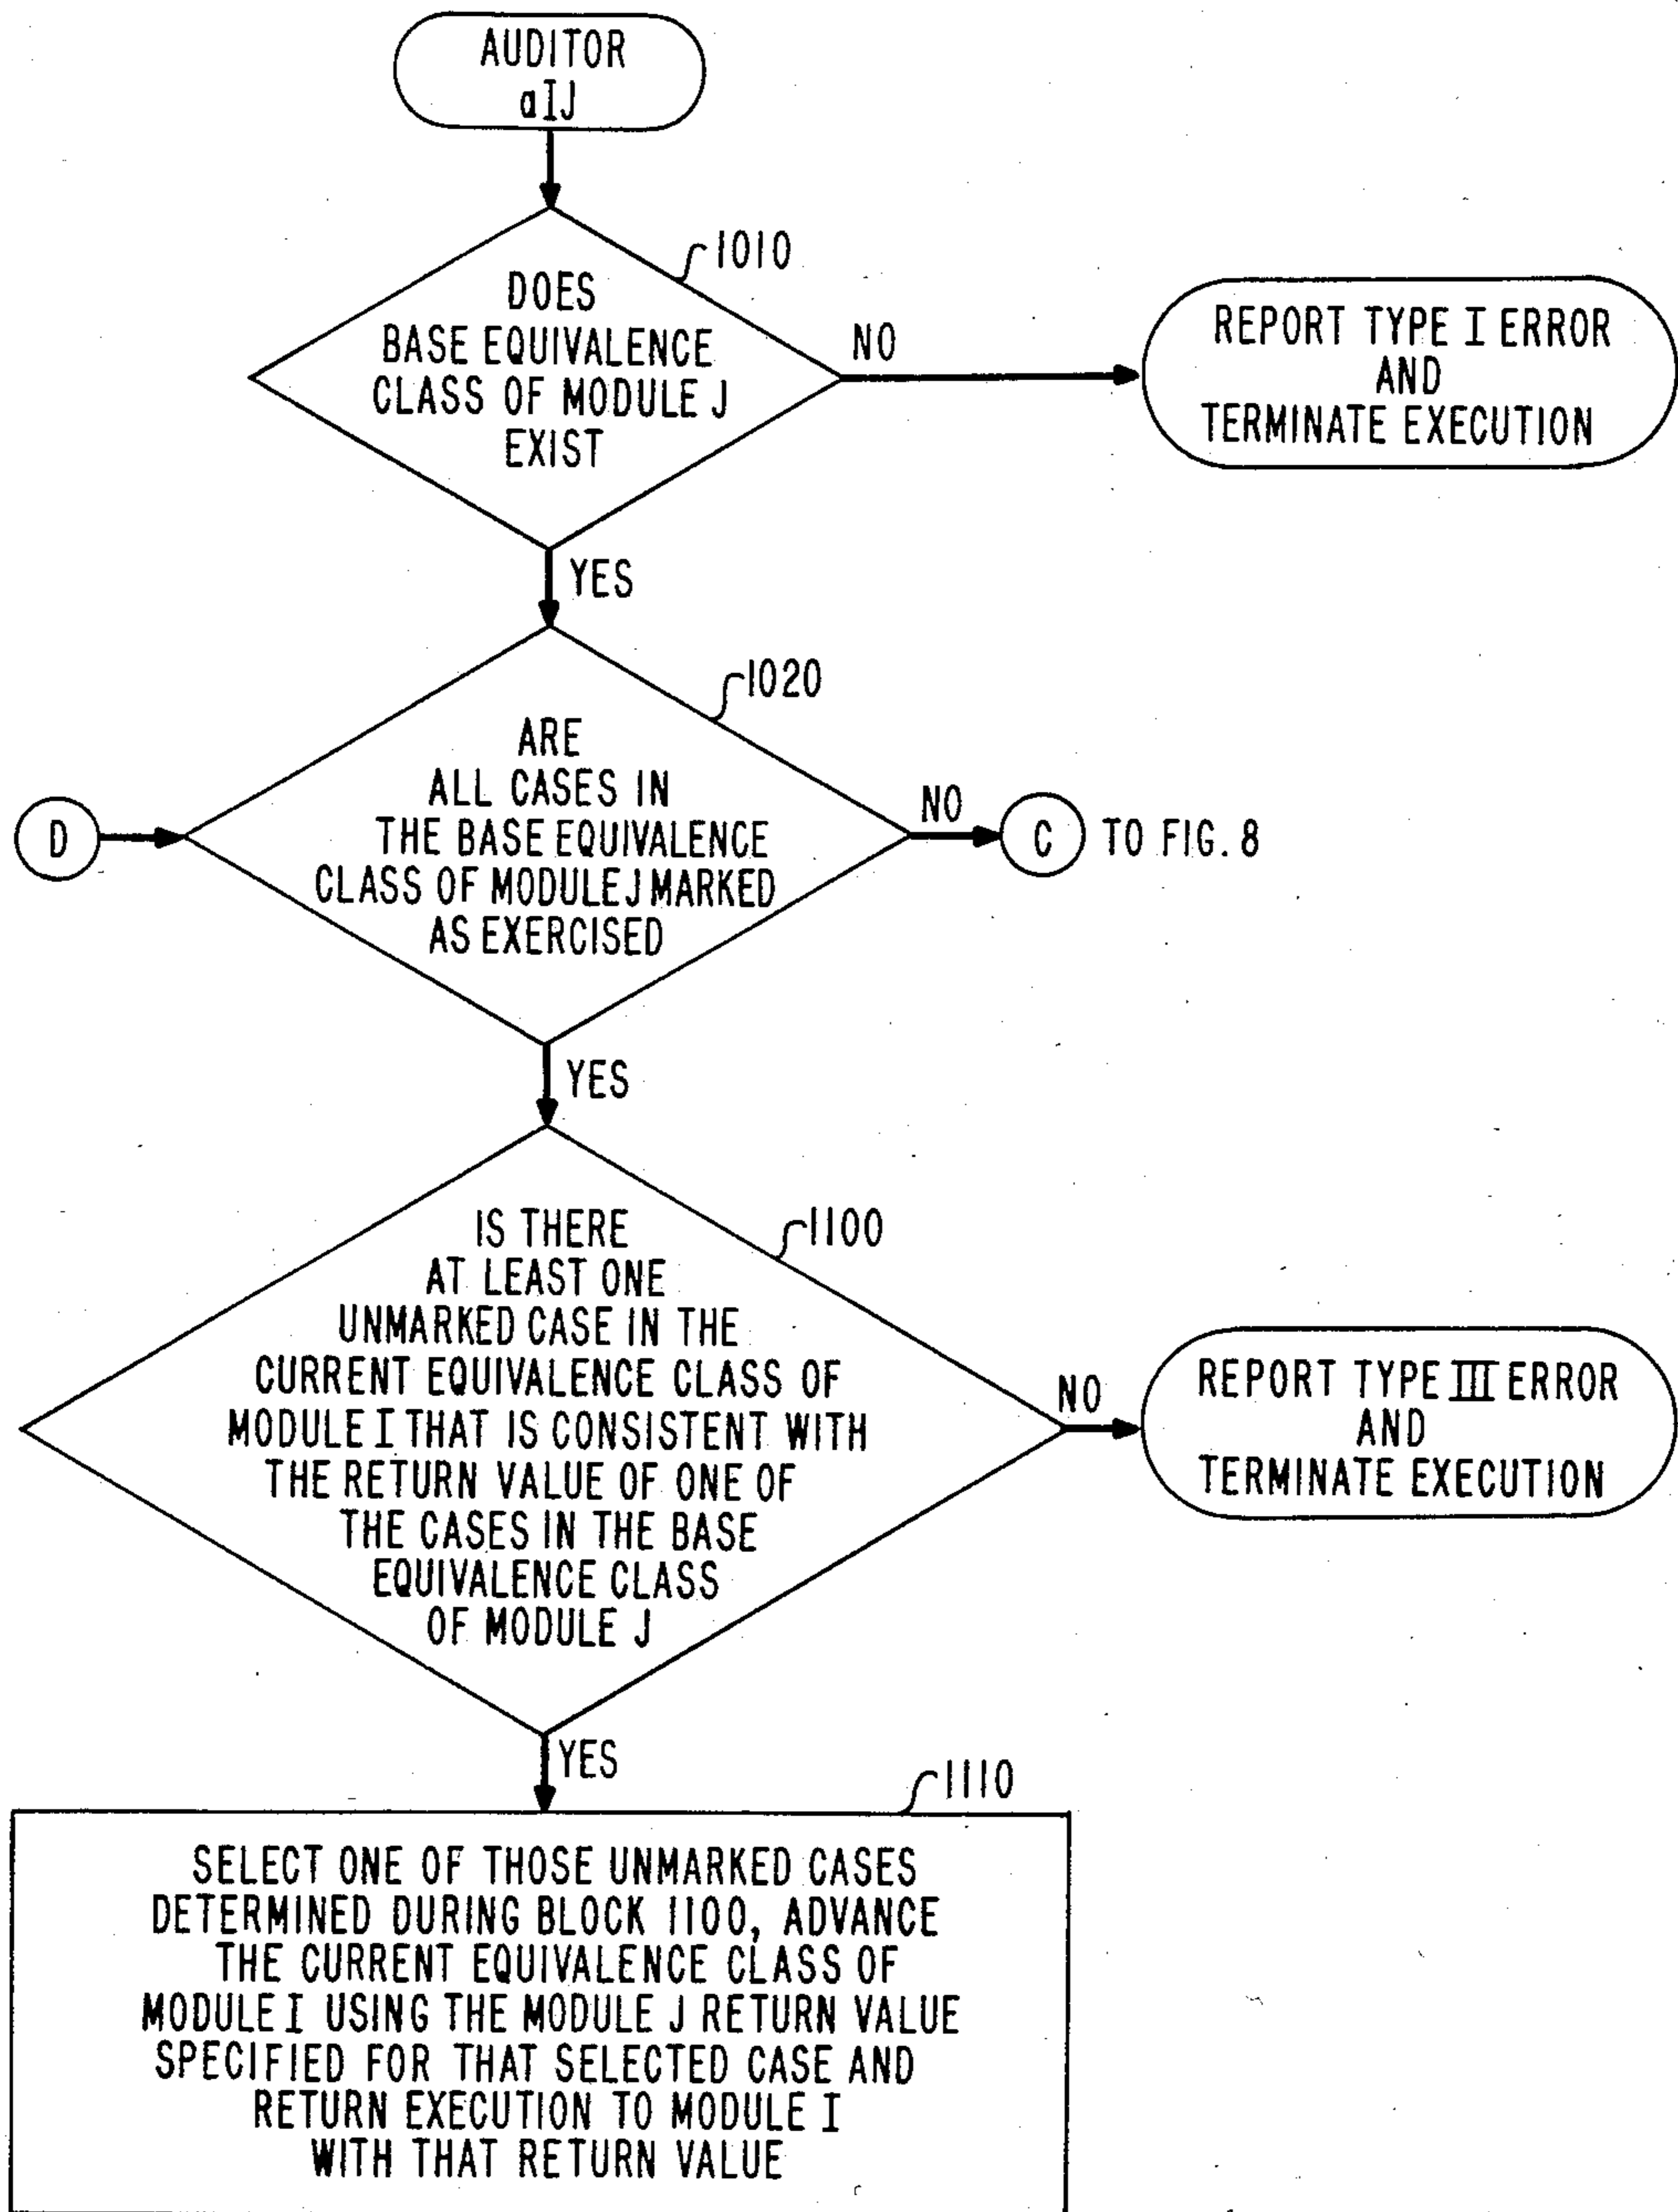 AUDITOR
aIJ
1010
DOES
BASE EQUIVALENCE
CLASS OF MODULE J
EXIST
NO
REPORT TYPE I ERROR
AND
TERMINATE EXECUTION
YES
1020
ARE
ALL CASES IN
THE BASE EQUIVALENCE
CLASS OF MODULE J MARKED
AS EXERCISED
D
NO
C
TO FIG. 8
YES
1100
IS THERE
AT LEAST ONE
UNMARKED CASE IN THE
CURRENT EQUIVALENCE CLASS OF
MODULE I THAT IS CONSISTENT WITH
THE RETURN VALUE OF ONE OF
THE CASES IN THE BASE
EQUIVALENCE CLASS
OF MODULE J
NO
REPORT TYPE III ERROR
AND
TERMINATE EXECUTION
YES
1110
SELECT ONE OF THOSE UNMARKED CASES
DETERMINED DURING BLOCK 1100, ADVANCE
THE CURRENT EQUIVALENCE CLASS OF
MODULE I USING THE MODULE J RETURN VALUE
SPECIFIED FOR THAT SELECTED CASE AND
RETURN EXECUTION TO MODULE I
WITH THAT RETURN VALUE